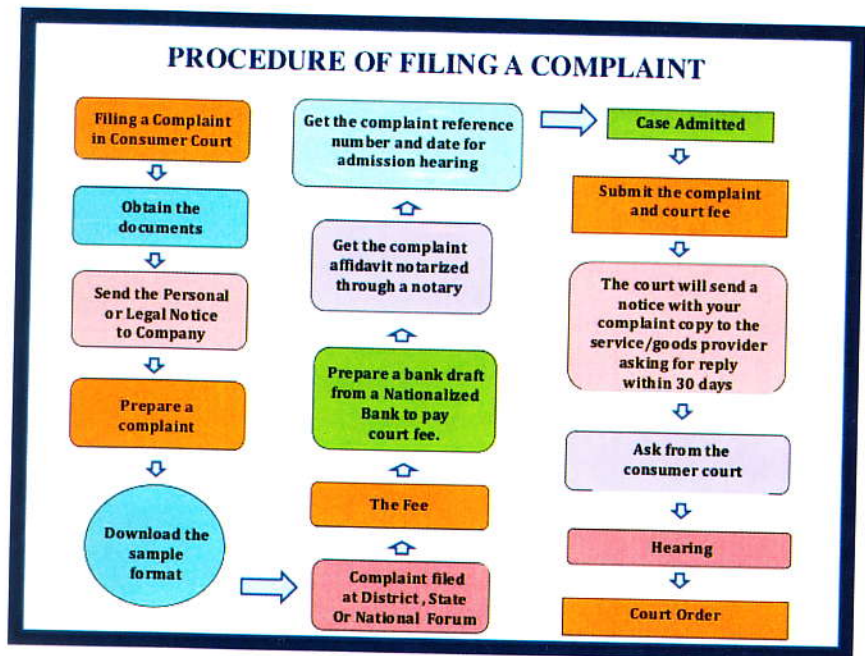 PROCEDURE OF FILING A COMPLAINT
Filing a Complaint
in Consumer Court
Obtain the
documents
Send the Personal
or Legal Notice
to Company
Prepare a
complaint
Download the
sample
format
Complaint filed
at District, State
Or National Forum
The Fee
Prepare a bank draft
from a Nationalized
Bank to pay
court fee.
Get the complaint
affidavit notarized
through a notary
Get the complaint reference
number and date for
admission hearing
Case Admitted
Submit the complaint
and court fee
The court will send a
notice with your
complaint copy to the
service/goods provider
asking for reply
within 30 days
Ask from the
consumer court
Hearing
Court Order